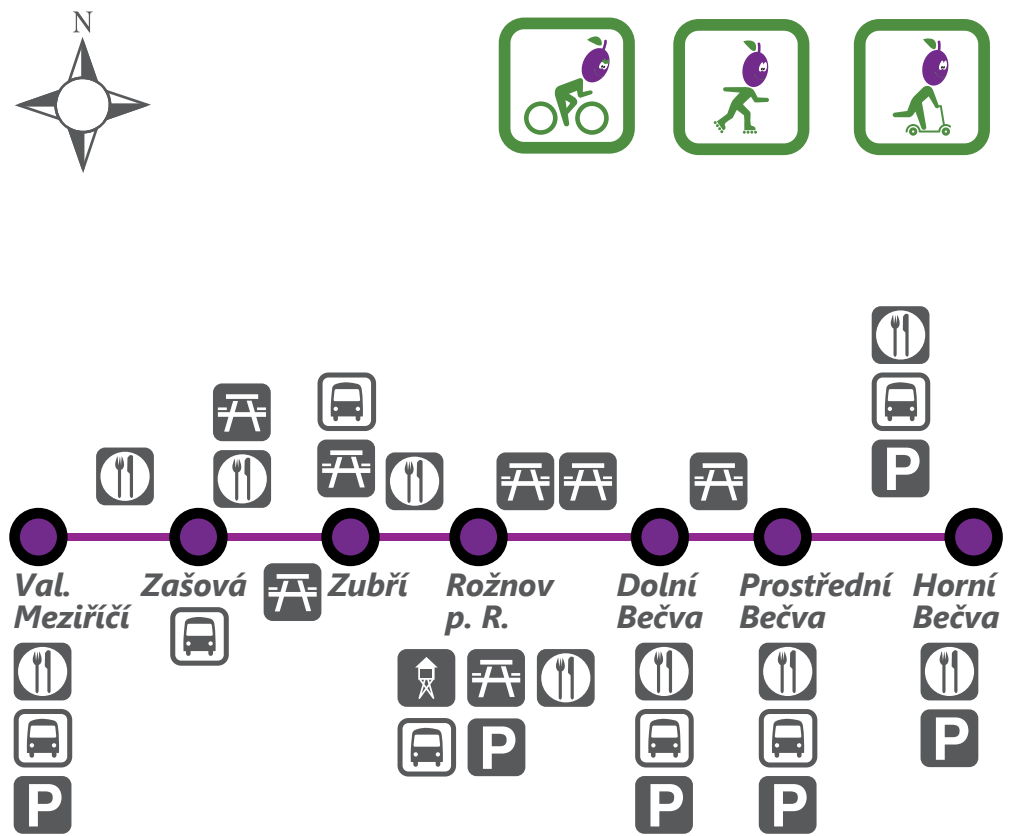 N
P
Val.
Meziříčí
Zašová
Zubří
Rožnov
p. R.
Dolní
Bečva
Prostřední
Bečva
Horní
Bečva
P
P
P
P
P